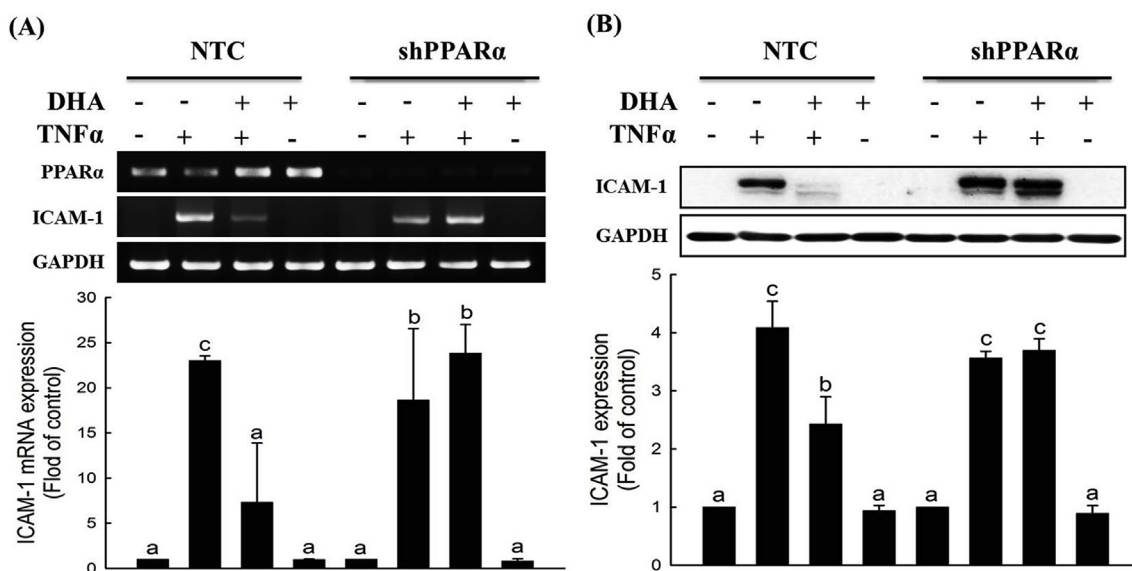 (A)
NTC shPPARα
DHA - - + + - - + +
TNFα - + + - - + + -
PPARα
ICAM-1
GAPDH
ICAM-1 mRNA expression
(Flod of control)
30
25
20
15
10
5
0
a c a a a b b a
(B)
NTC shPPARα
DHA - - + + - - + +
TNFα - + + - - + + -
ICAM-1
GAPDH
ICAM-1 expression
(Fold of control)
5
4
3
2
1
0
a c b a a c c a